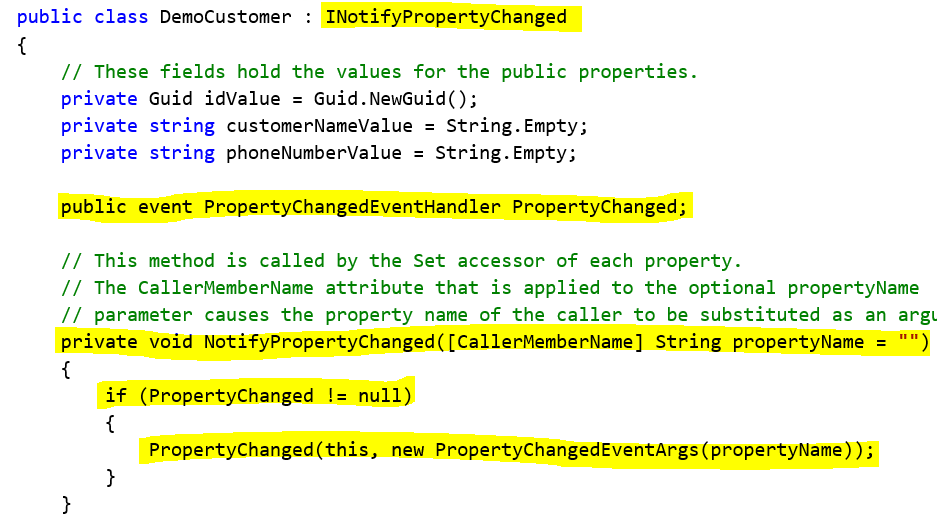 public class DemoCustomer : INotifyPropertyChanged
{
// These fields hold the values for the public properties.
private Guid idValue = Guid.NewGuid();
private string customerNameValue = String.Empty;
private string phoneNumberValue = String.Empty;
public event PropertyChangedEventHandler PropertyChanged;
// This method is called by the Set accessor of each property.
// The CallerMemberName attribute that is applied to the optional propertyName
// parameter causes the property name of the caller to be substituted as an argu
private void NotifyPropertyChanged([CallerMemberName] String propertyName = "")
{
if (PropertyChanged != null)
{
PropertyChanged(this, new PropertyChangedEventArgs(propertyName));
}
}